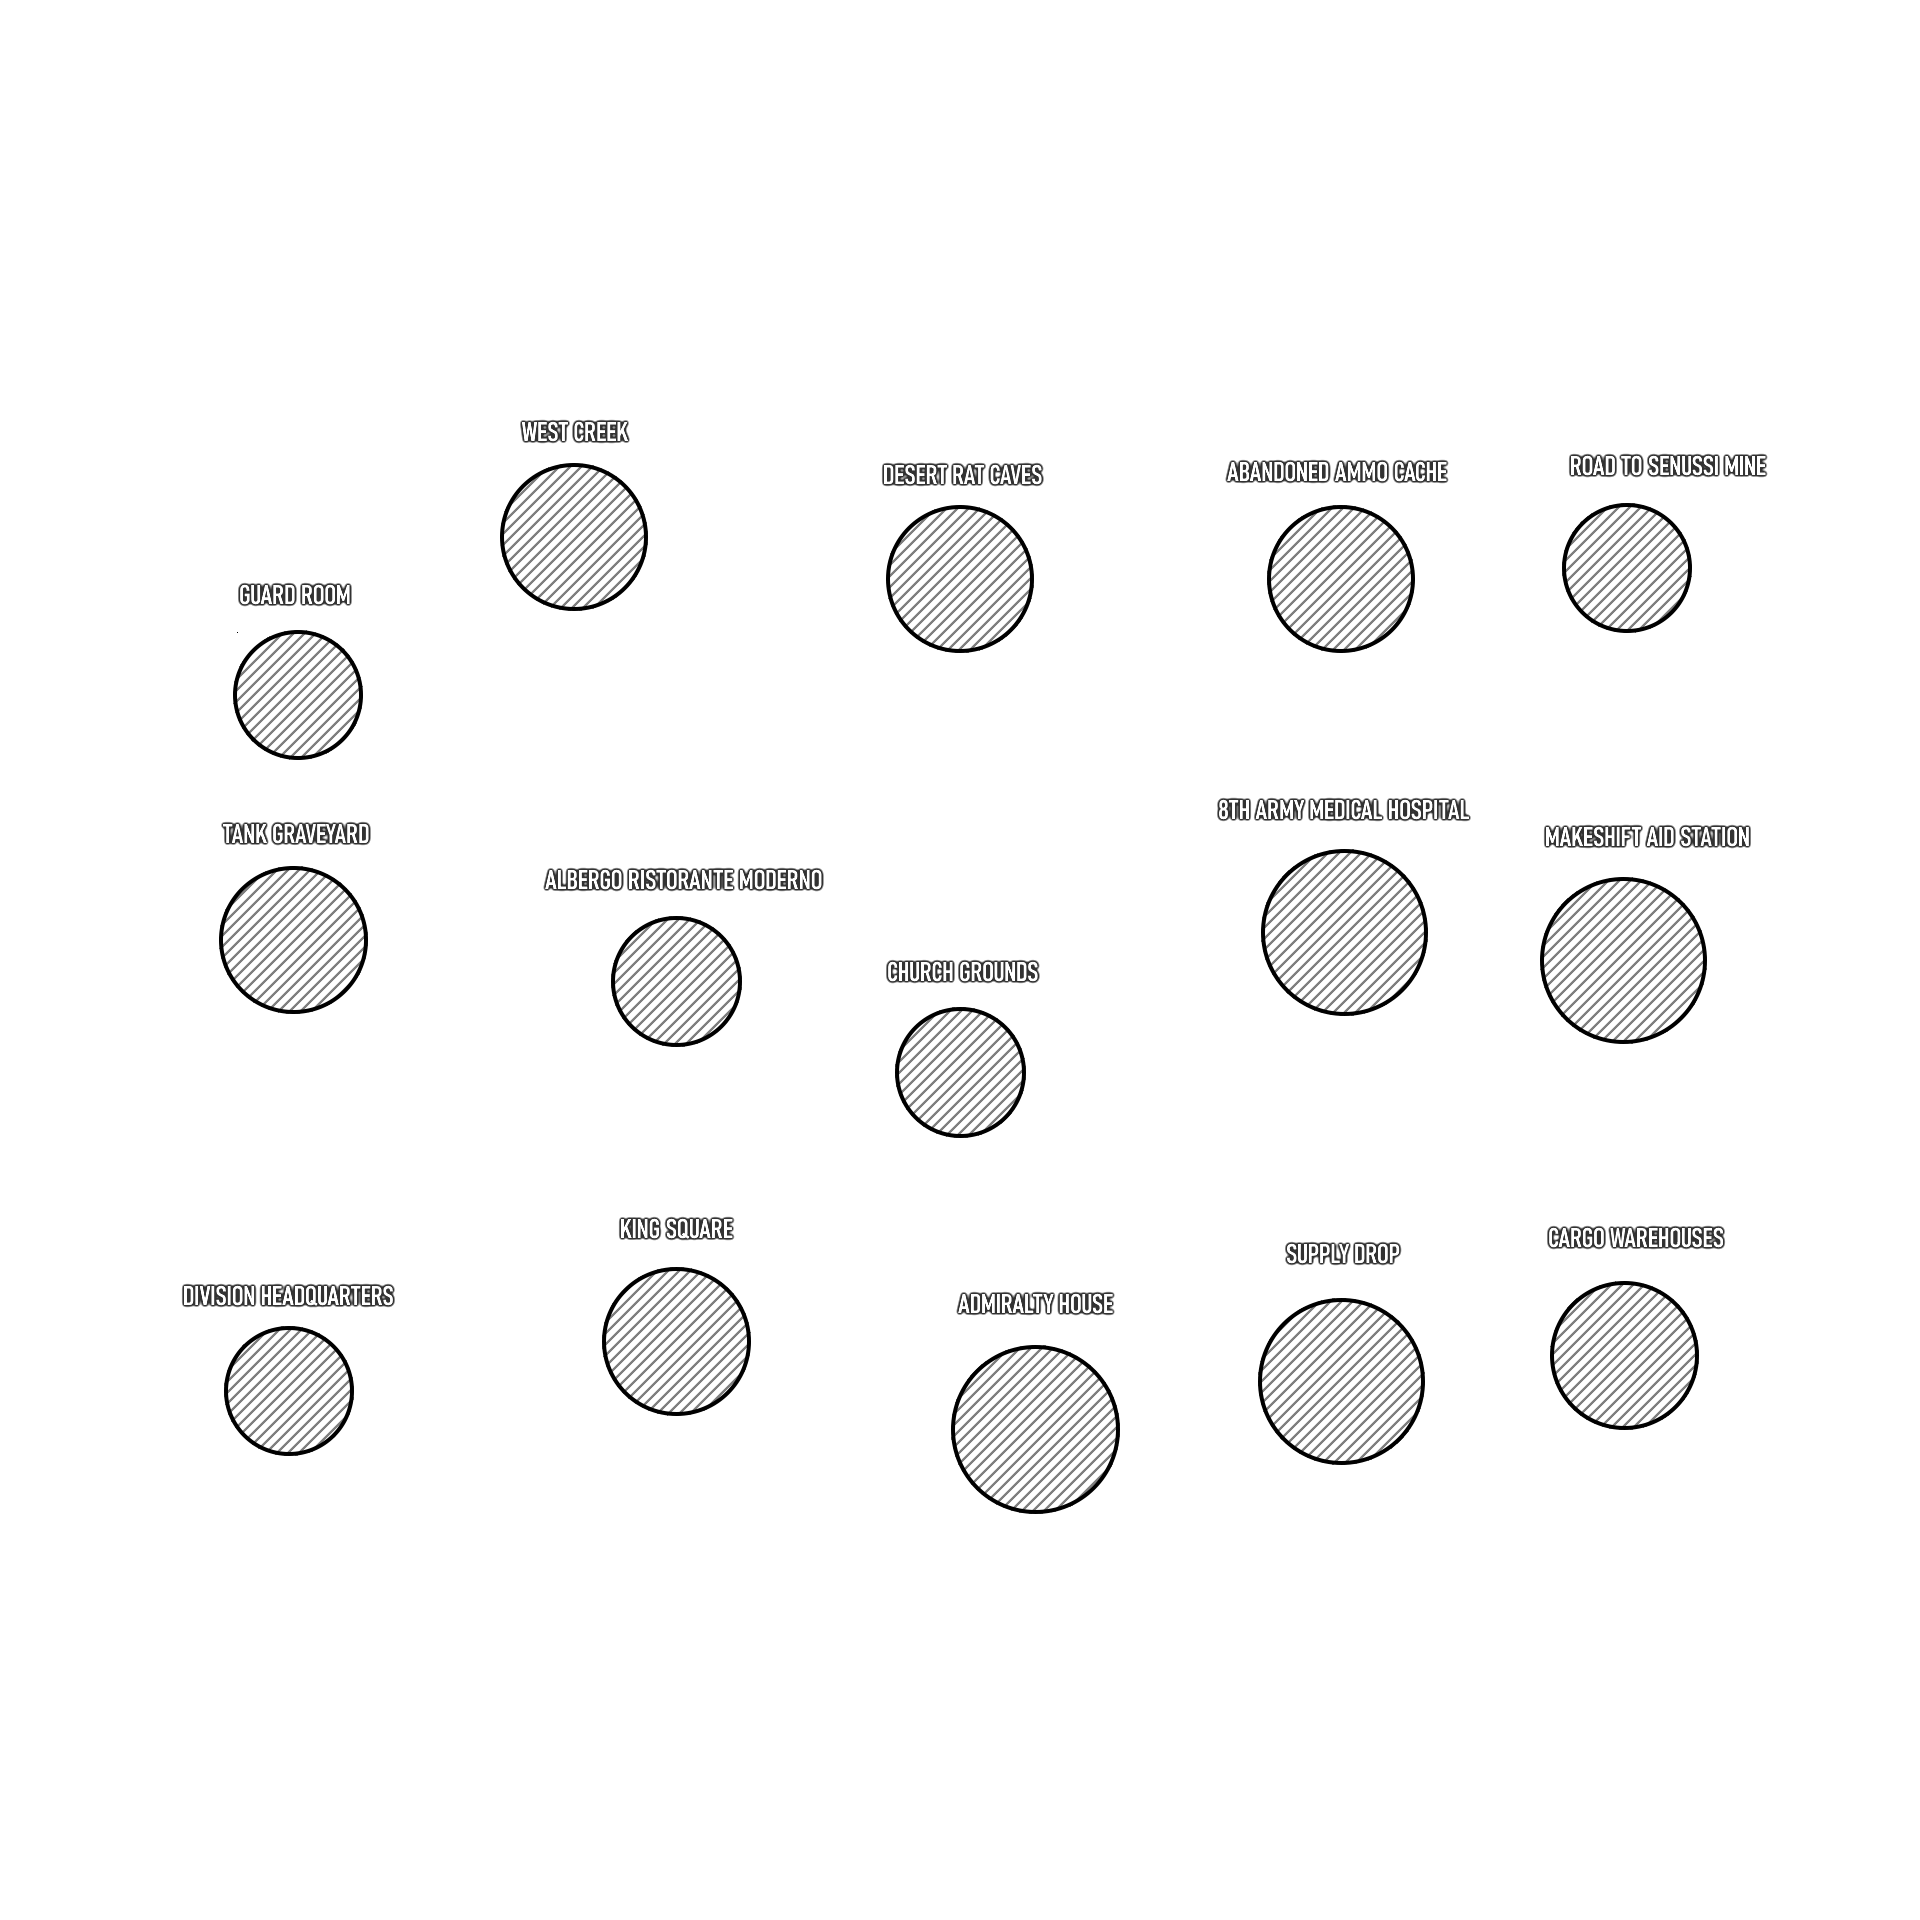 WEST CREEK
DESERT RAT CAVES
ABANDONED AMMO CACHE
ROAD TO SENUSSI MINE
GUARD ROOM
TANK GRAVEYARD
ALBERGO RISTORANTE MODERNO
CHURCH GROUNDS
8TH ARMY MEDICAL HOSPITAL
MAKESHIFT AID STATION
DIVISION HEADQUARTERS
KING SQUARE
ADMIRALTY HOUSE
SUPPLY DROP
CARGO WAREHOUSES